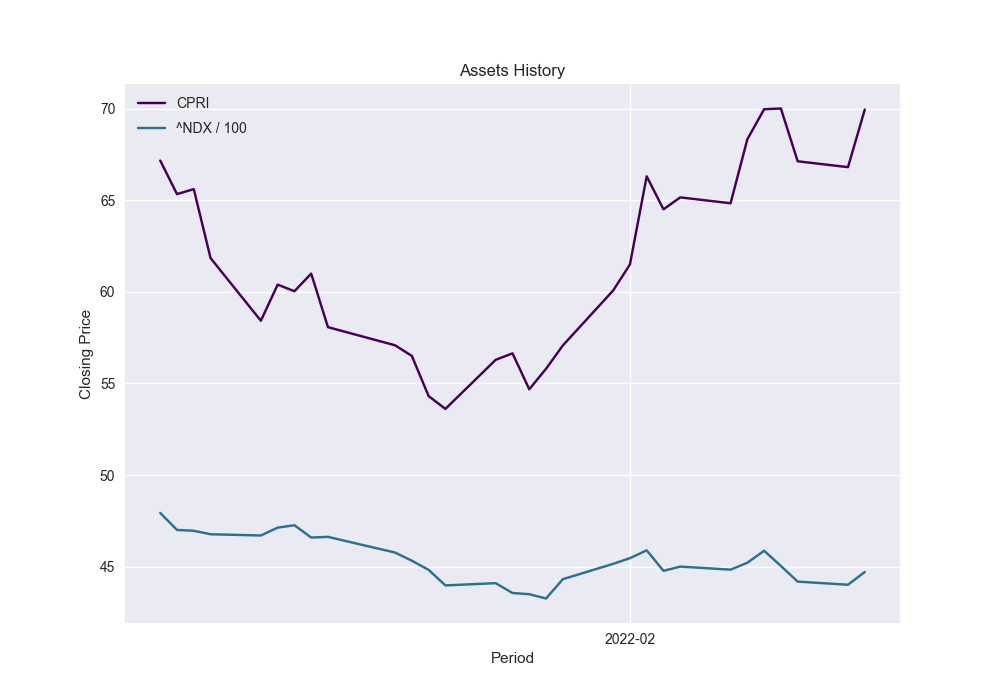 Assets History
CPRI
^NDX / 100
70
65
60
55
50
45
Closing Price
2022-02
Period